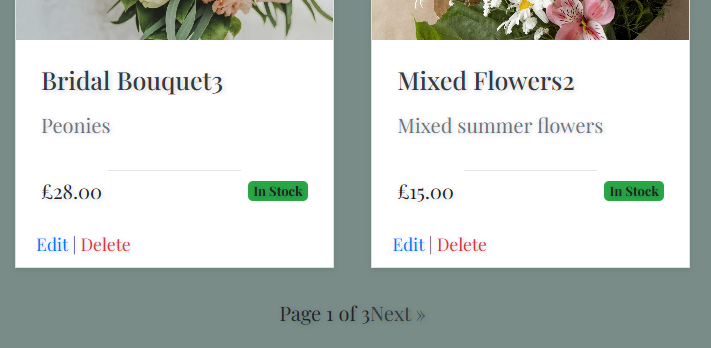 Bridal Bouquet3
Peonies
£28.00
In Stock
Edit | Delete
Mixed Flowers2
Mixed summer flowers
£15.00
In Stock
Edit | Delete
Page 1 of 3Next »